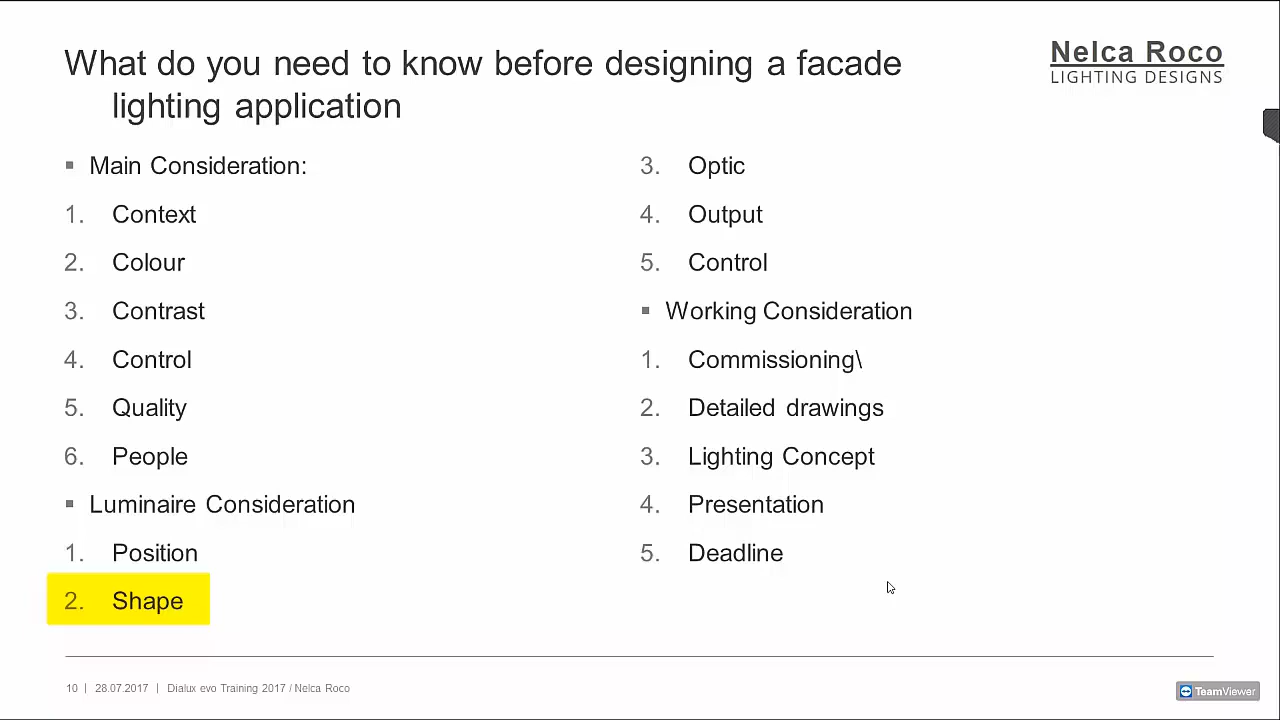 What do you need to know before designing a facade
lighting application
Nelca Roco
LIGHTING DESIGNS
▪ Main Consideration:
1. Context
2. Colour
3. Contrast
4. Control
5. Quality
6. People
▪ Luminaire Consideration
1. Position
2. Shape
3. Optic
4. Output
5. Control
▪ Working Consideration
1. Commissioning\
2. Detailed drawings
3. Lighting Concept
4. Presentation
5. Deadline
10 | 28.07.2017 | Dialux evo Training 2017 / Nelca Roco
TeamViewer